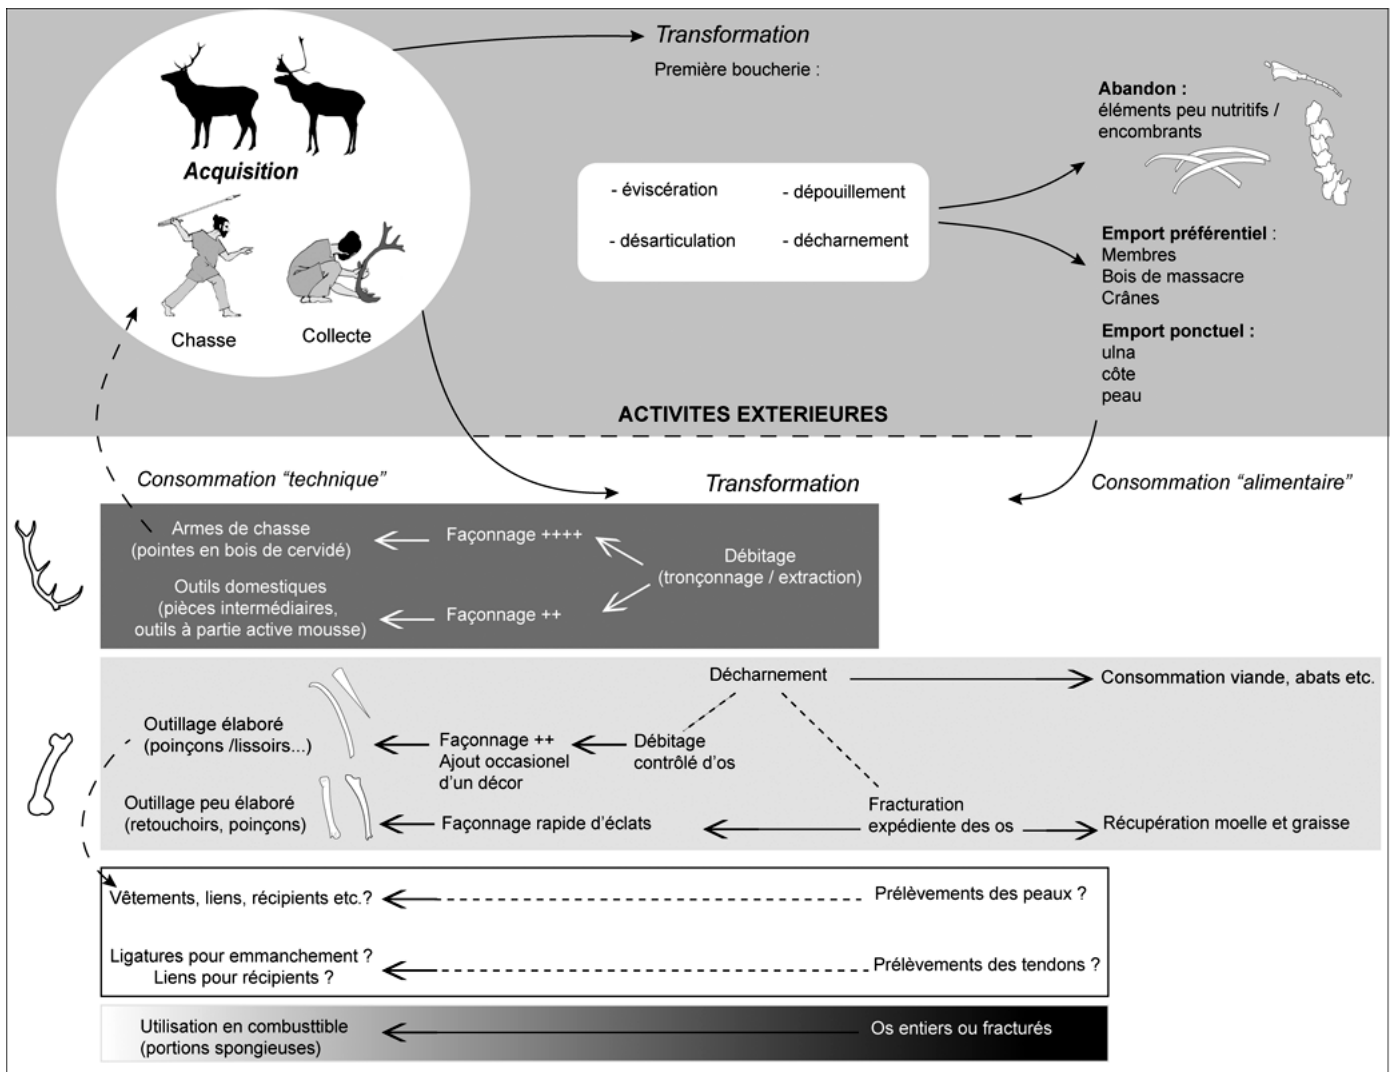 Transformation
Première boucherie :
Acquisition
Chasse
Collecte
- éviscération
- dépouillement
- désarticulation
- décharnement
Abandon :
éléments peu nutritifs /
encombrants
Emport préférentiel :
Membres
Bois de massacre
Crânes
Emport ponctuel :
ulna
côte
peau
ACTIVITES EXTERIEURES
Consommation “technique”
Transformation
Consommation “alimentaire”
Armes de chasse
(pointes en bois de cervidé)
Façonnage ++++
Débitage
(tronçonnage / extraction)
Outils domestiques
(pièces intermédiaires,
outils à partie active mousse)
Façonnage ++
Décharnement
Consommation viande, abats etc.
Outillage élaboré
(poinçons /lissoirs...)
Façonnage ++
Ajout occasionel
d’un décor
Débitage
contrôlé d’os
Outillage peu élaboré
(retouchoirs, poinçons)
Façonnage rapide d’éclats
Fracturation
expédiente des os
Récupération moelle et graisse
Vêtements, liens, récipients etc.?
Prélèvements des peaux ?
Ligatures pour emmanchement ?
Liens pour récipients ?
Prélèvements des tendons ?
Utilisation en combusttible
(portions spongieuses)
Os entiers ou fracturés